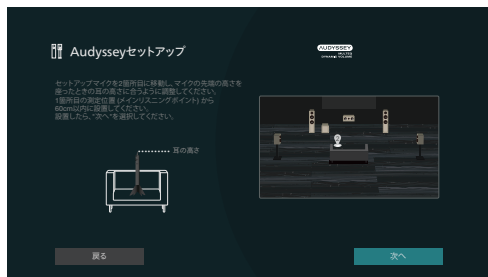 Audysseyセットアップ
AUDYSSEY
MULTEQ
DYNAMIC VOLUME
セットアップマイクを2箇所目に移動し、マイクの先端の高さを
座ったときの耳の高さに合うように調整してください。
1箇所目の測定位置 (メインリスニングポイント) から
60cm以内に設置してください。
設置したら、"次へ"を選択してください。
耳の高さ
2
戻る
次へ